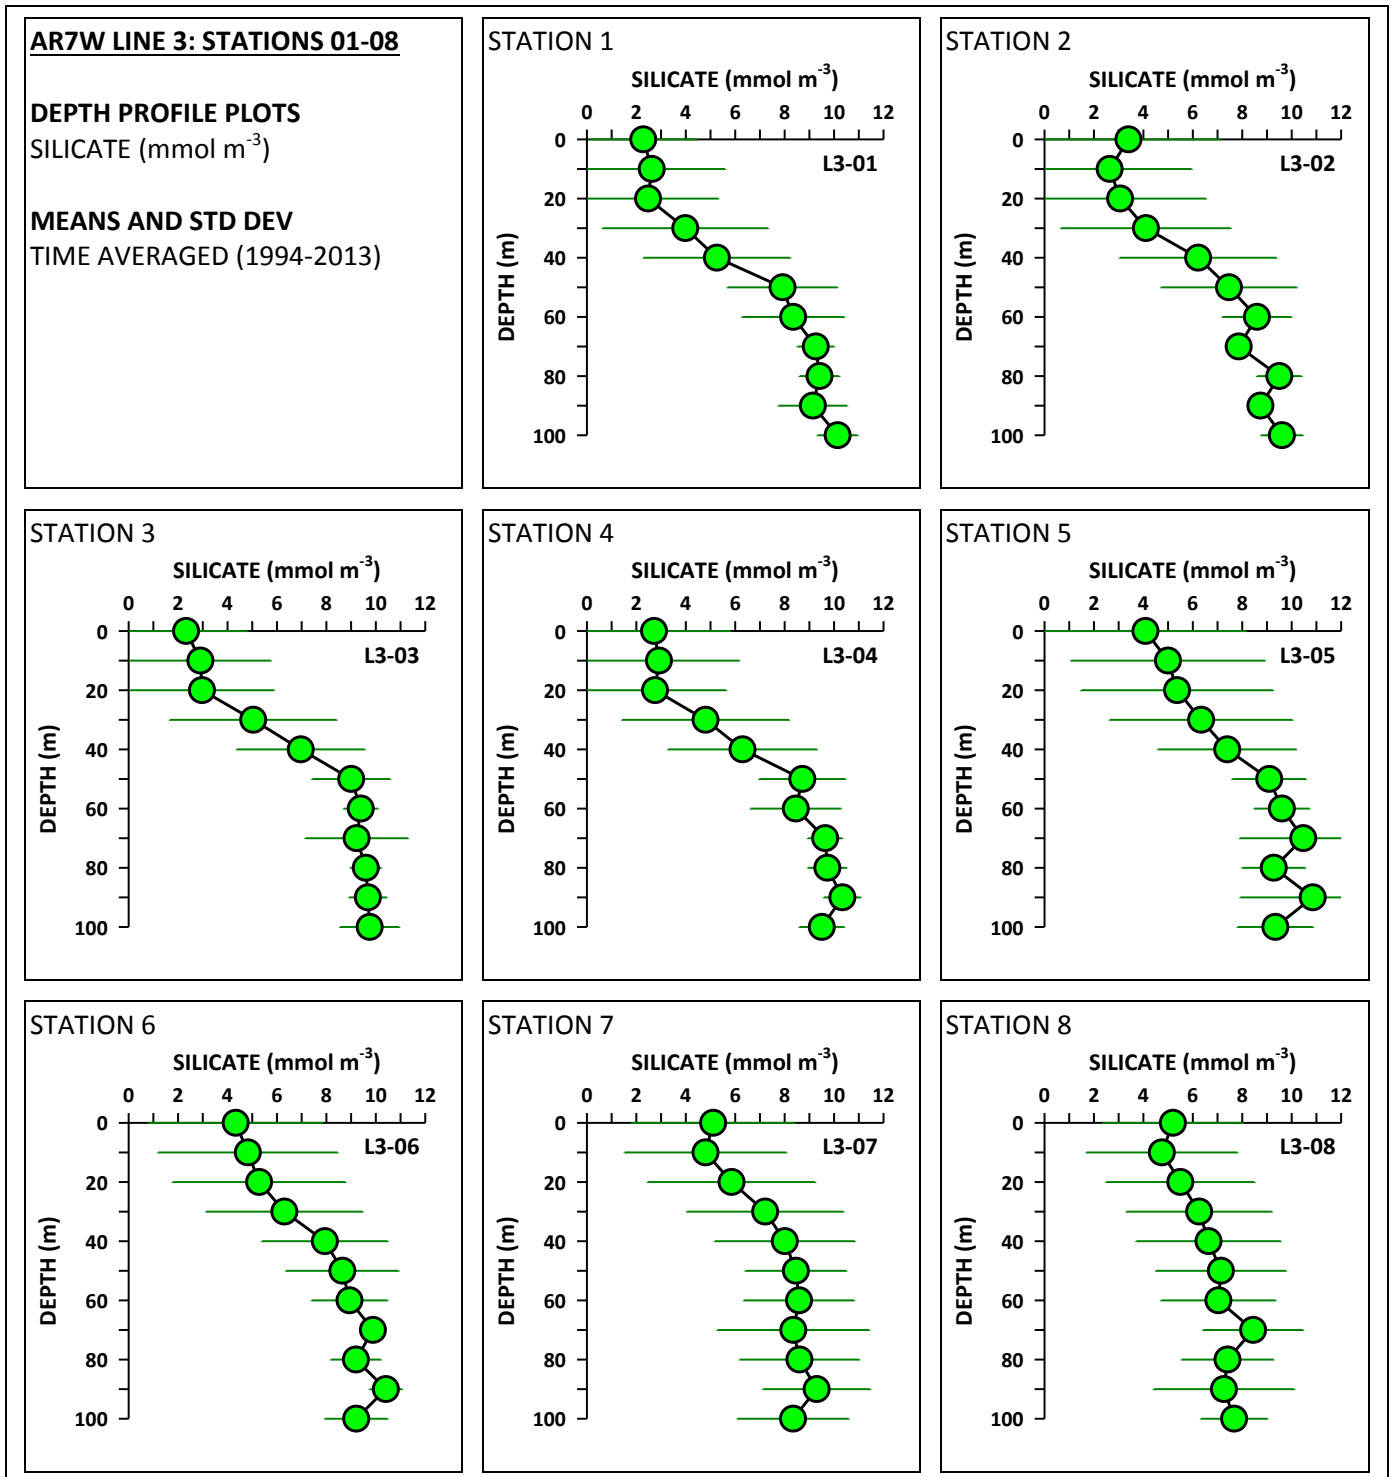 AR7W LINE 3: STATIONS 01-08
DEPTH PROFILE PLOTS
SILICATE (mmol m-3)
MEANS AND STD DEV
TIME AVERAGED (1994-2013)
STATION 1
SILICATE (mmol m-3)
0 2 4 6 8 10 12
L3-01
DEPTH (m)
0
20
40
60
80
100
STATION 2
SILICATE (mmol m-3)
0 2 4 6 8 10 12
L3-02
DEPTH (m)
0
20
40
60
80
100
STATION 3
SILICATE (mmol m-3)
0 2 4 6 8 10 12
L3-03
DEPTH (m)
0
20
40
60
80
100
STATION 4
SILICATE (mmol m-3)
0 2 4 6 8 10 12
L3-04
DEPTH (m)
0
20
40
60
80
100
STATION 5
SILICATE (mmol m-3)
0 2 4 6 8 10 12
L3-05
DEPTH (m)
0
20
40
60
80
100
STATION 6
SILICATE (mmol m-3)
0 2 4 6 8 10 12
L3-06
DEPTH (m)
0
20
40
60
80
100
STATION 7
SILICATE (mmol m-3)
0 2 4 6 8 10 12
L3-07
DEPTH (m)
0
20
40
60
80
100
STATION 8
SILICATE (mmol m-3)
0 2 4 6 8 10 12
L3-08
DEPTH (m)
0
20
40
60
80
100